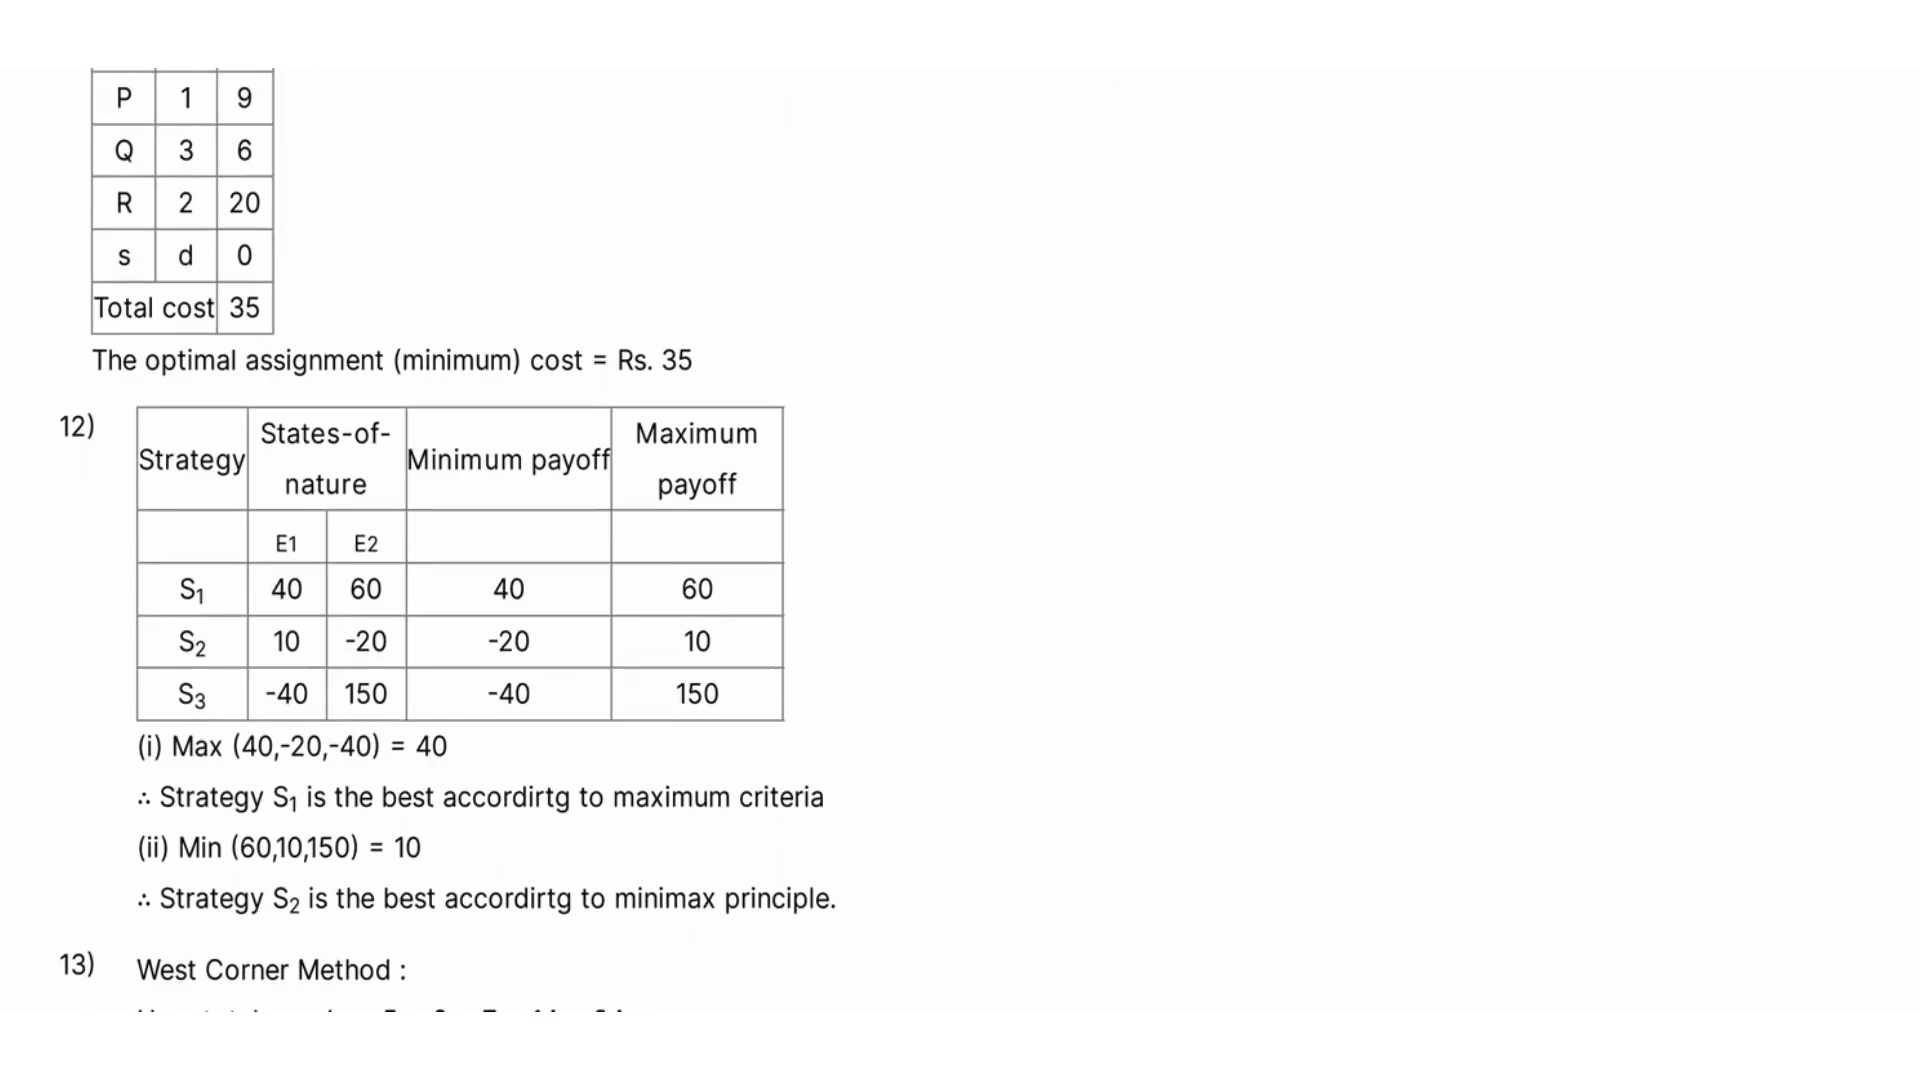 P 1 9
Q 3 6
R 2 20
s d 0
Total cost 35
The optimal assignment (minimum) cost = Rs. 35
12)
Strategy States-of-nature Minimum payoff Maximum payoff
E1 E2
S₁ 40 60 40 60
S₂ 10 -20 -20 10
S₃ -40 150 -40 150
(i) Max (40,-20,-40) = 40
∴ Strategy S₁ is the best accordirtg to maximum criteria
(ii) Min (60,10,150) = 10
∴ Strategy S₂ is the best accordirtg to minimax principle.
13) West Corner Method :